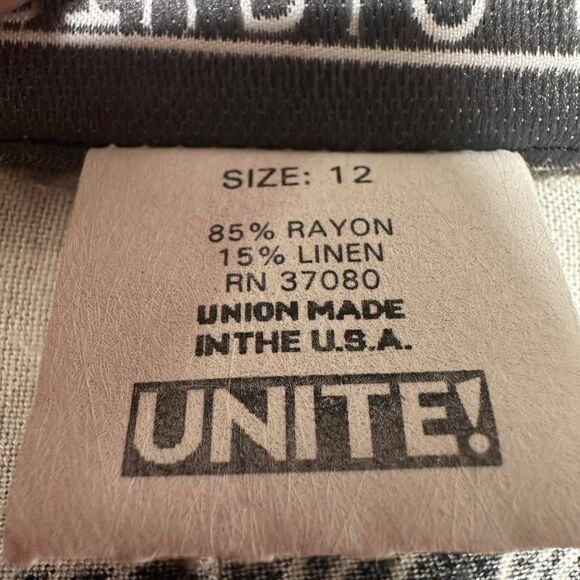 SIZE: 12
85% RAYON
15% LINEN
RN 37080
UNION MADE
IN THE U.S.A.
UNITE!